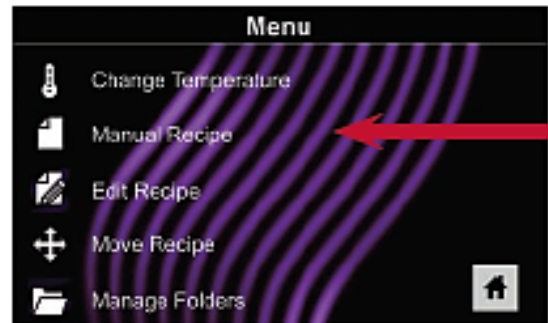 Menu
Change Temperature
Manual Recipe
Edit Recipe
Move Recipe
Manage Folders